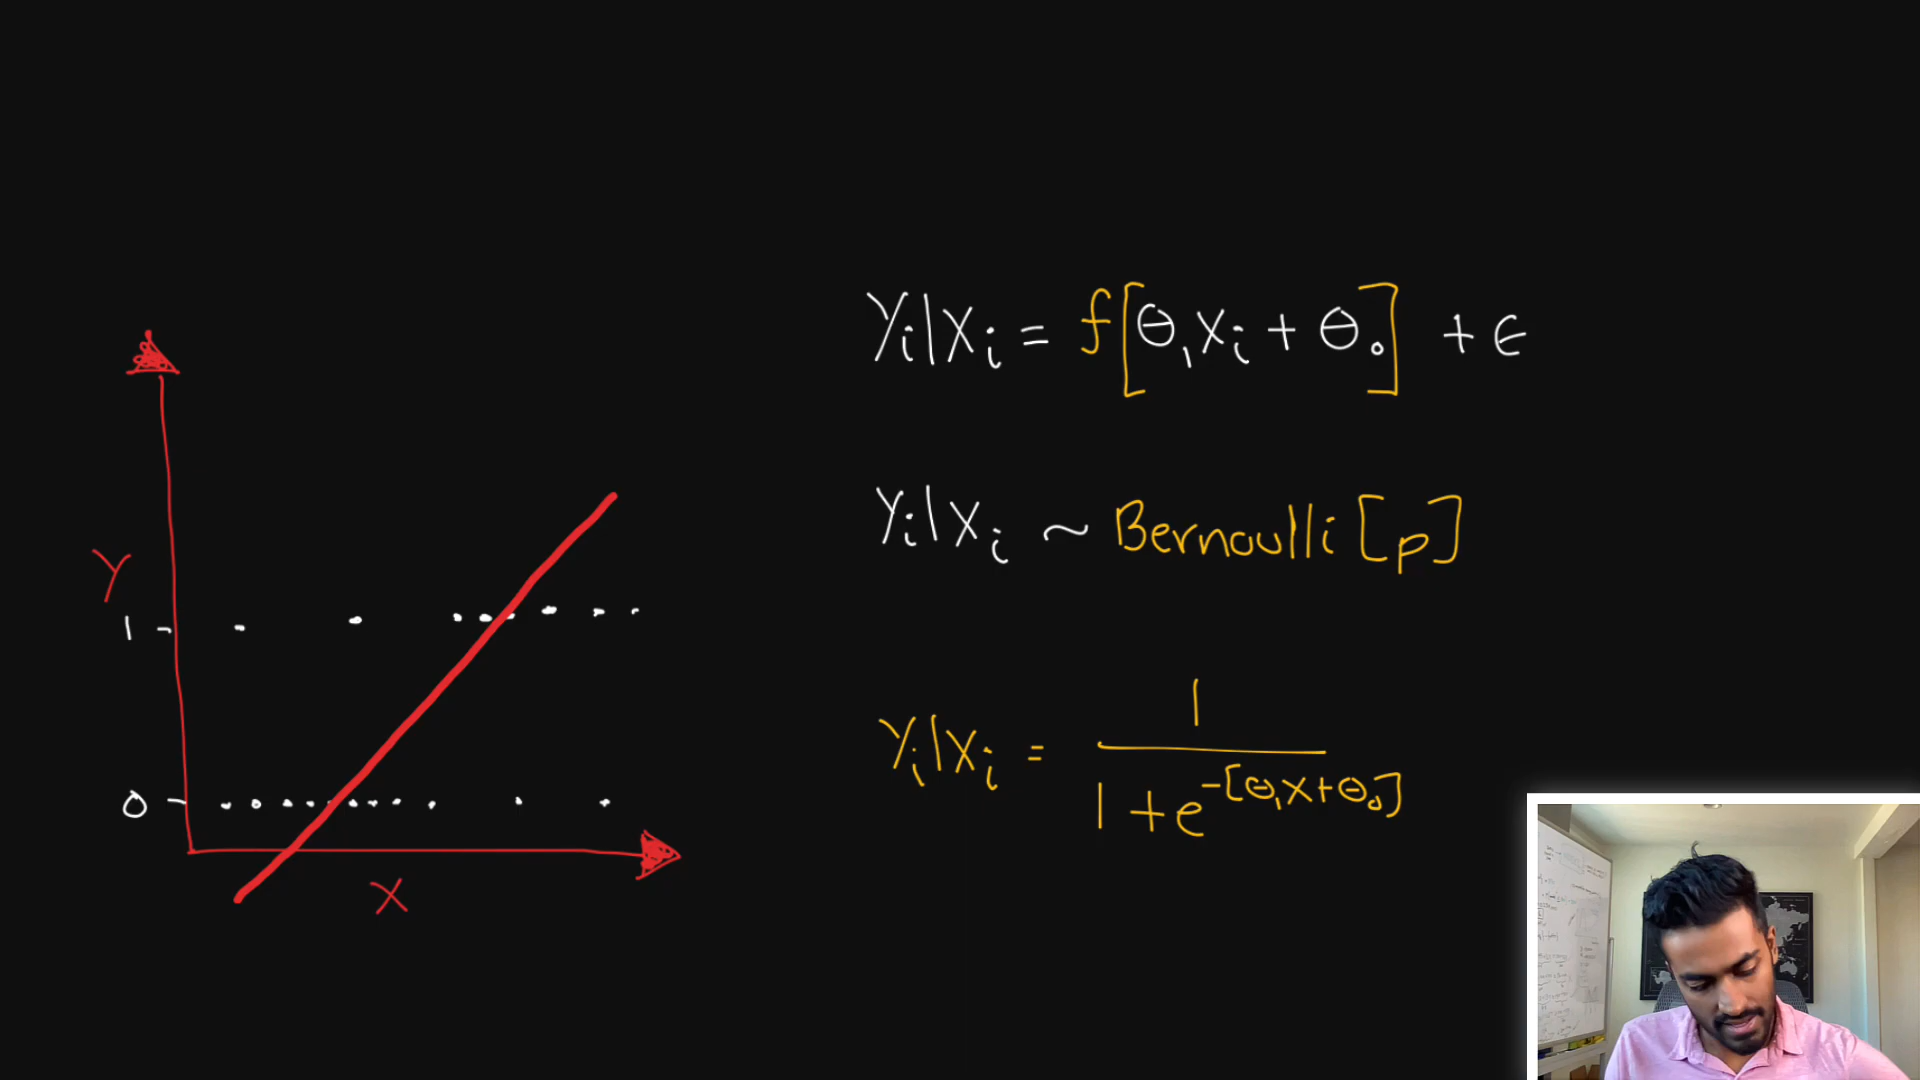 Yᵢ|Xᵢ = f[θ₁xᵢ + θ₀] + ϵ
Yᵢ|Xᵢ ~ Bernoulli [p]
Yᵢ|Xᵢ = 1 / 1 + e^-[θ₁x+θ₀]
Y
1
0
X